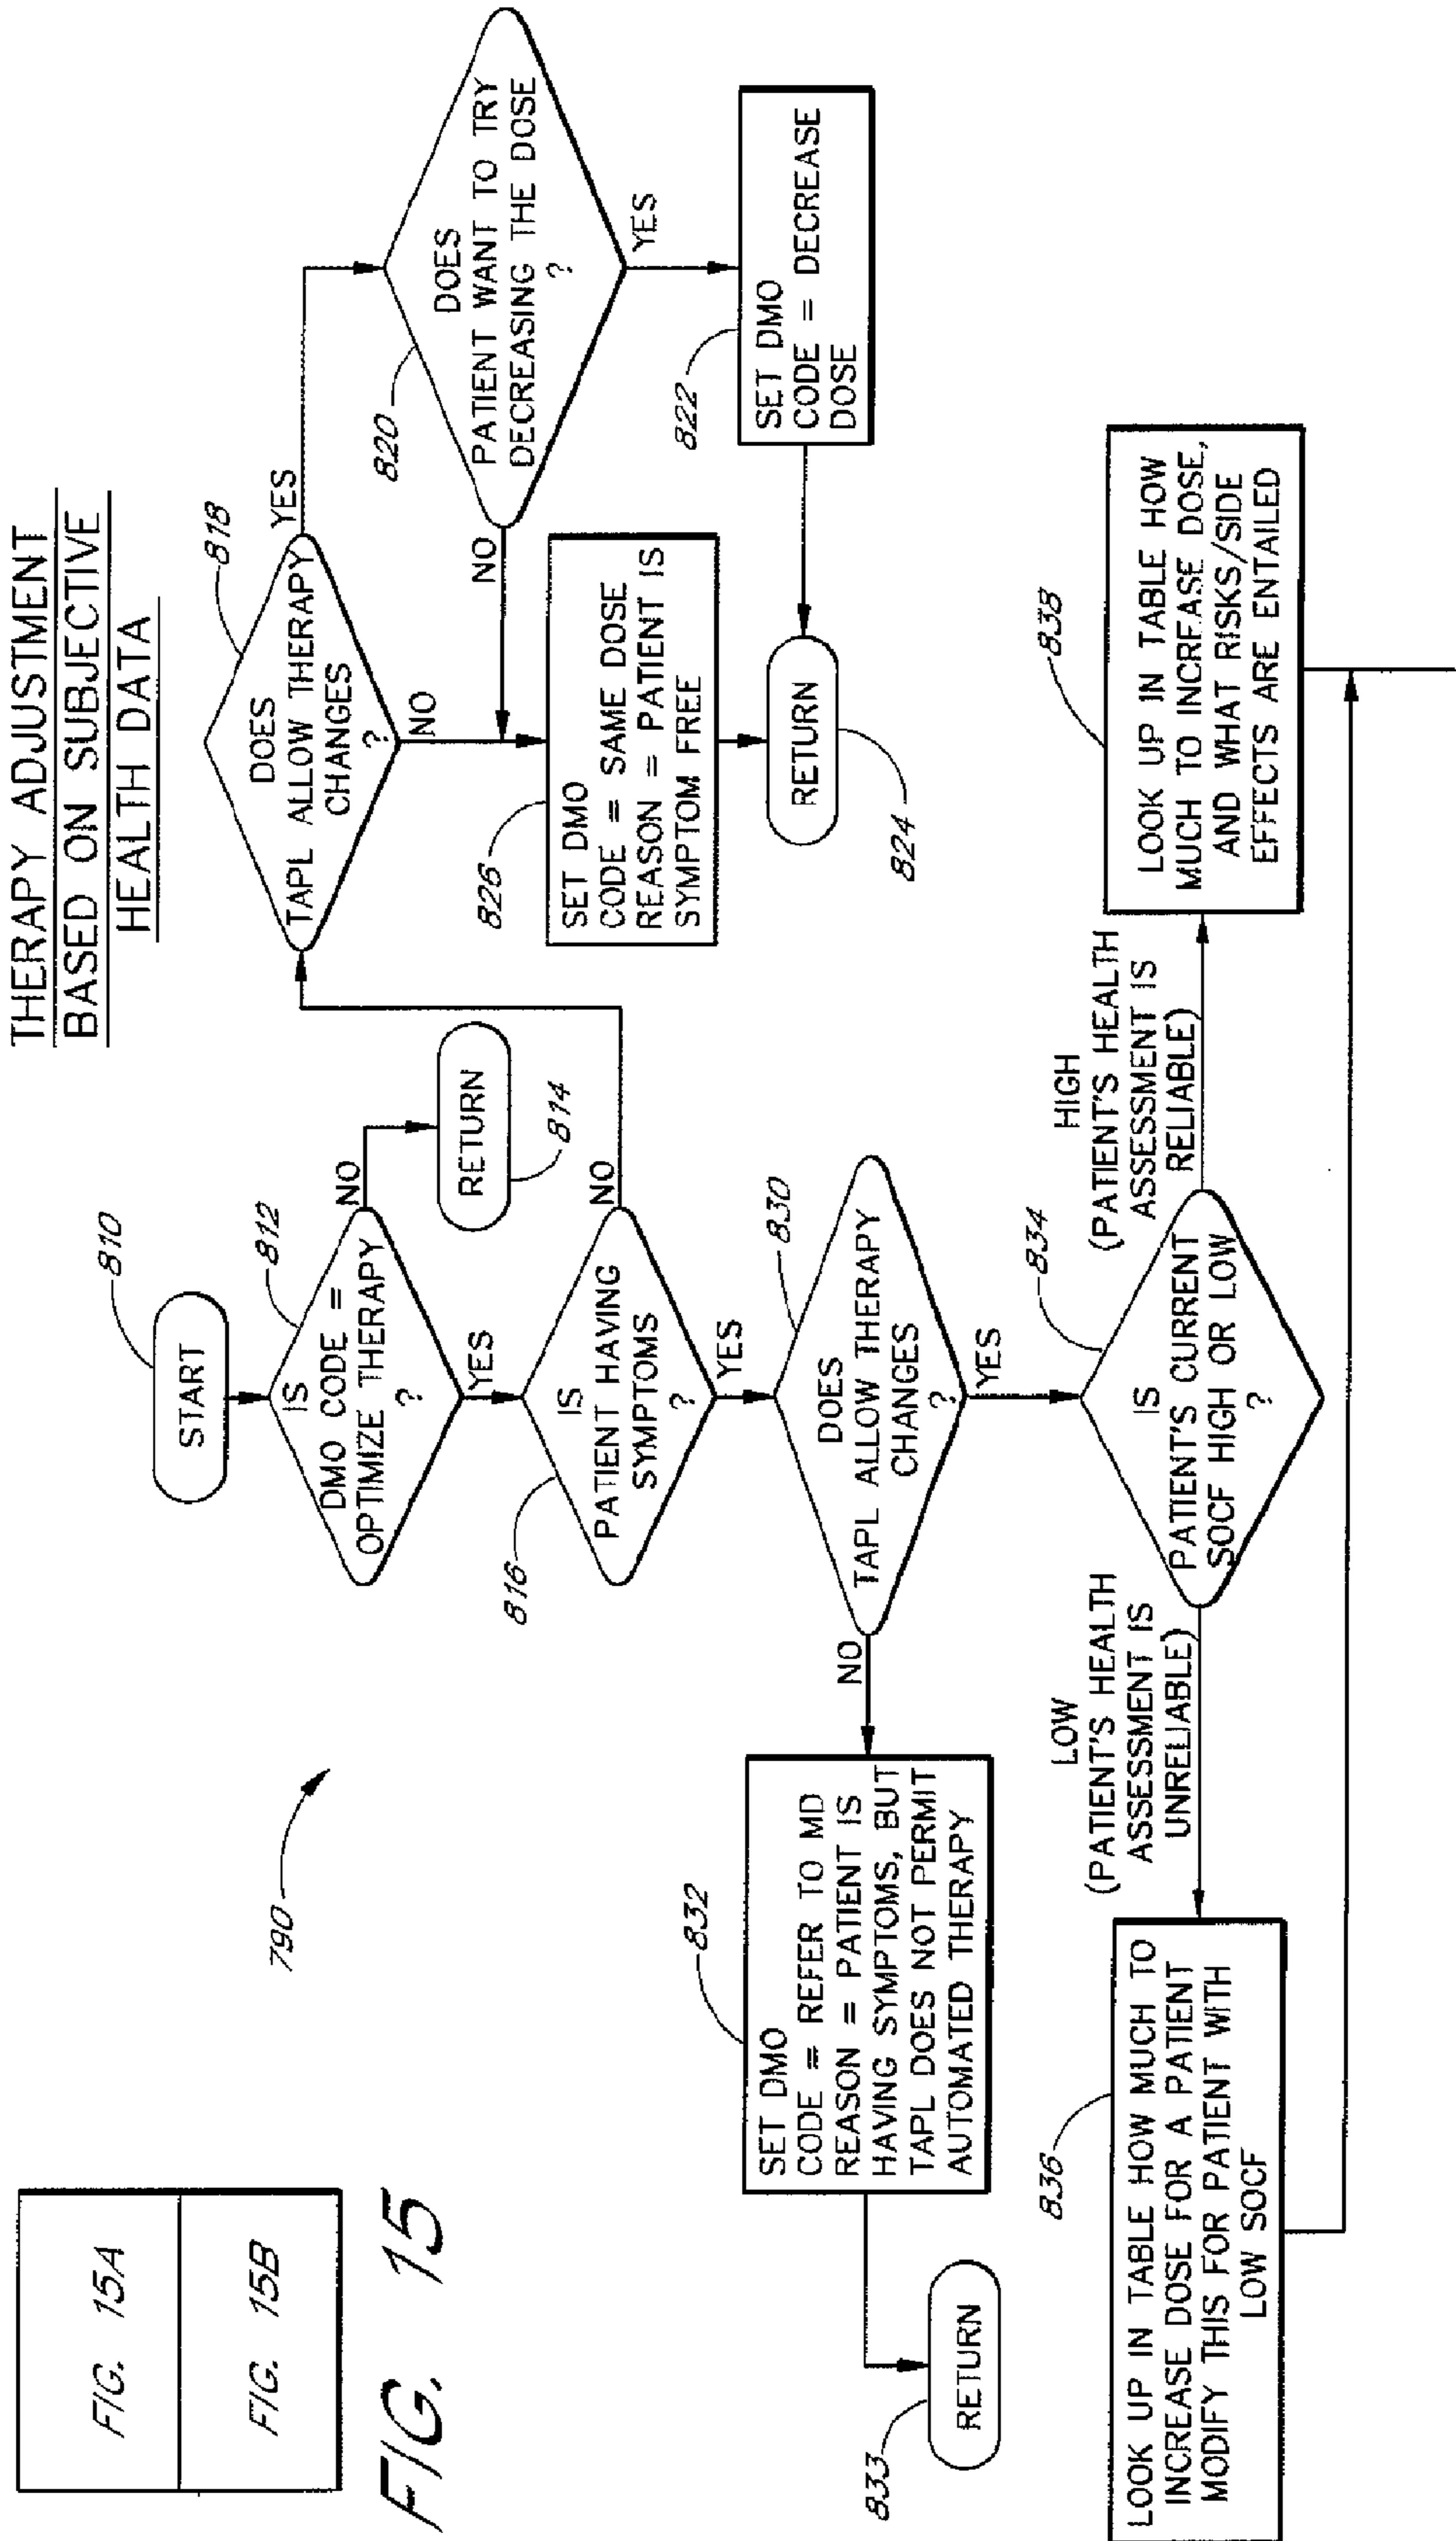 THERAPY ADJUSTMENT
BASED ON SUBJECTIVE
HEALTH DATA
FIG. 15A
FIG. 15B
FIG. 15
790
810
START
812
IS
DMO CODE =
OPTIMIZE THERAPY
?
NO
RETURN
814
YES
816
IS
PATIENT HAVING
SYMPTOMS
?
NO
YES
818
DOES
TAPL ALLOW THERAPY
CHANGES
?
YES
NO
820
DOES
PATIENT WANT TO TRY
DECREASING THE DOSE
?
NO
YES
822
SET DMO
CODE = DECREASE
DOSE
826
SET DMO
CODE = SAME DOSE
REASON = PATIENT IS
SYMPTOM FREE
RETURN
824
830
DOES
TAPL ALLOW THERAPY
CHANGES
?
NO
YES
832
SET DMO
CODE = REFER TO MD
REASON = PATIENT IS
HAVING SYMPTOMS, BUT
TAPL DOES NOT PERMIT
AUTOMATED THERAPY
833
RETURN
834
IS
PATIENT'S CURRENT
SOCF HIGH OR LOW
?
LOW
(PATIENT'S HEALTH
ASSESSMENT IS
UNRELIABLE)
HIGH
(PATIENT'S HEALTH
ASSESSMENT IS
RELIABLE)
836
LOOK UP IN TABLE HOW MUCH TO
INCREASE DOSE FOR A PATIENT
MODIFY THIS FOR PATIENT WITH
LOW SOCF
838
LOOK UP IN TABLE HOW
MUCH TO INCREASE DOSE,
AND WHAT RISKS/SIDE
EFFECTS ARE ENTAILED